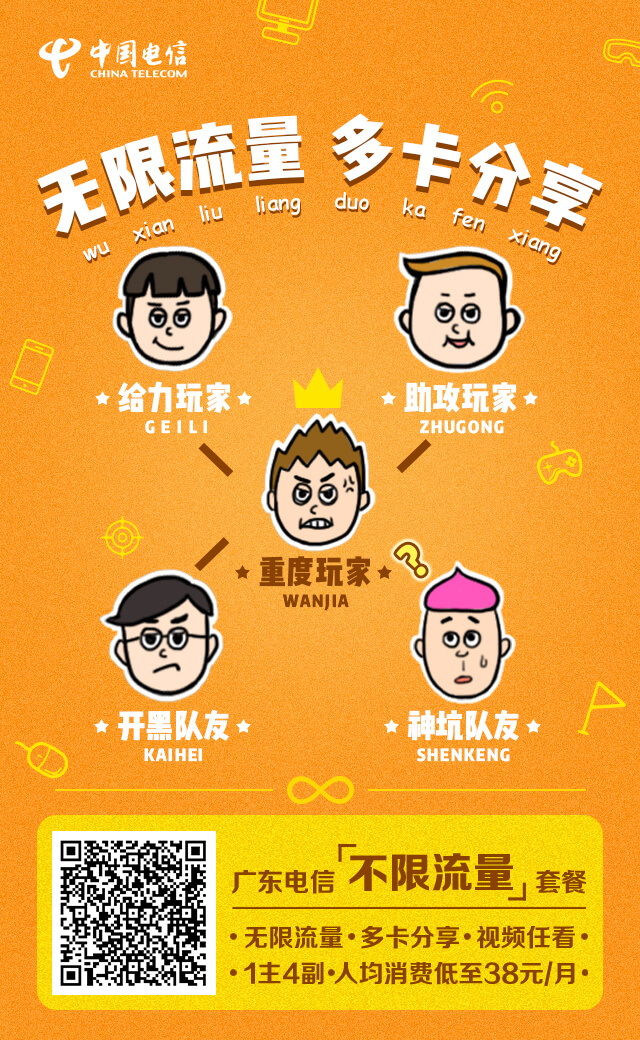 中国电信
CHINA TELECOM
无限流量 多卡分享
wu xian liu liang duo ka fen xiang
给力玩家
GEILI
助攻玩家
ZHUGONG
重度玩家
WANJIA
?
开黑队友
KAIHEI
神坑队友
SHENKENG
广东电信「不限流量」套餐
·无限流量·多卡分享·视频任看·
·1主4副·人均消费低至38元/月·